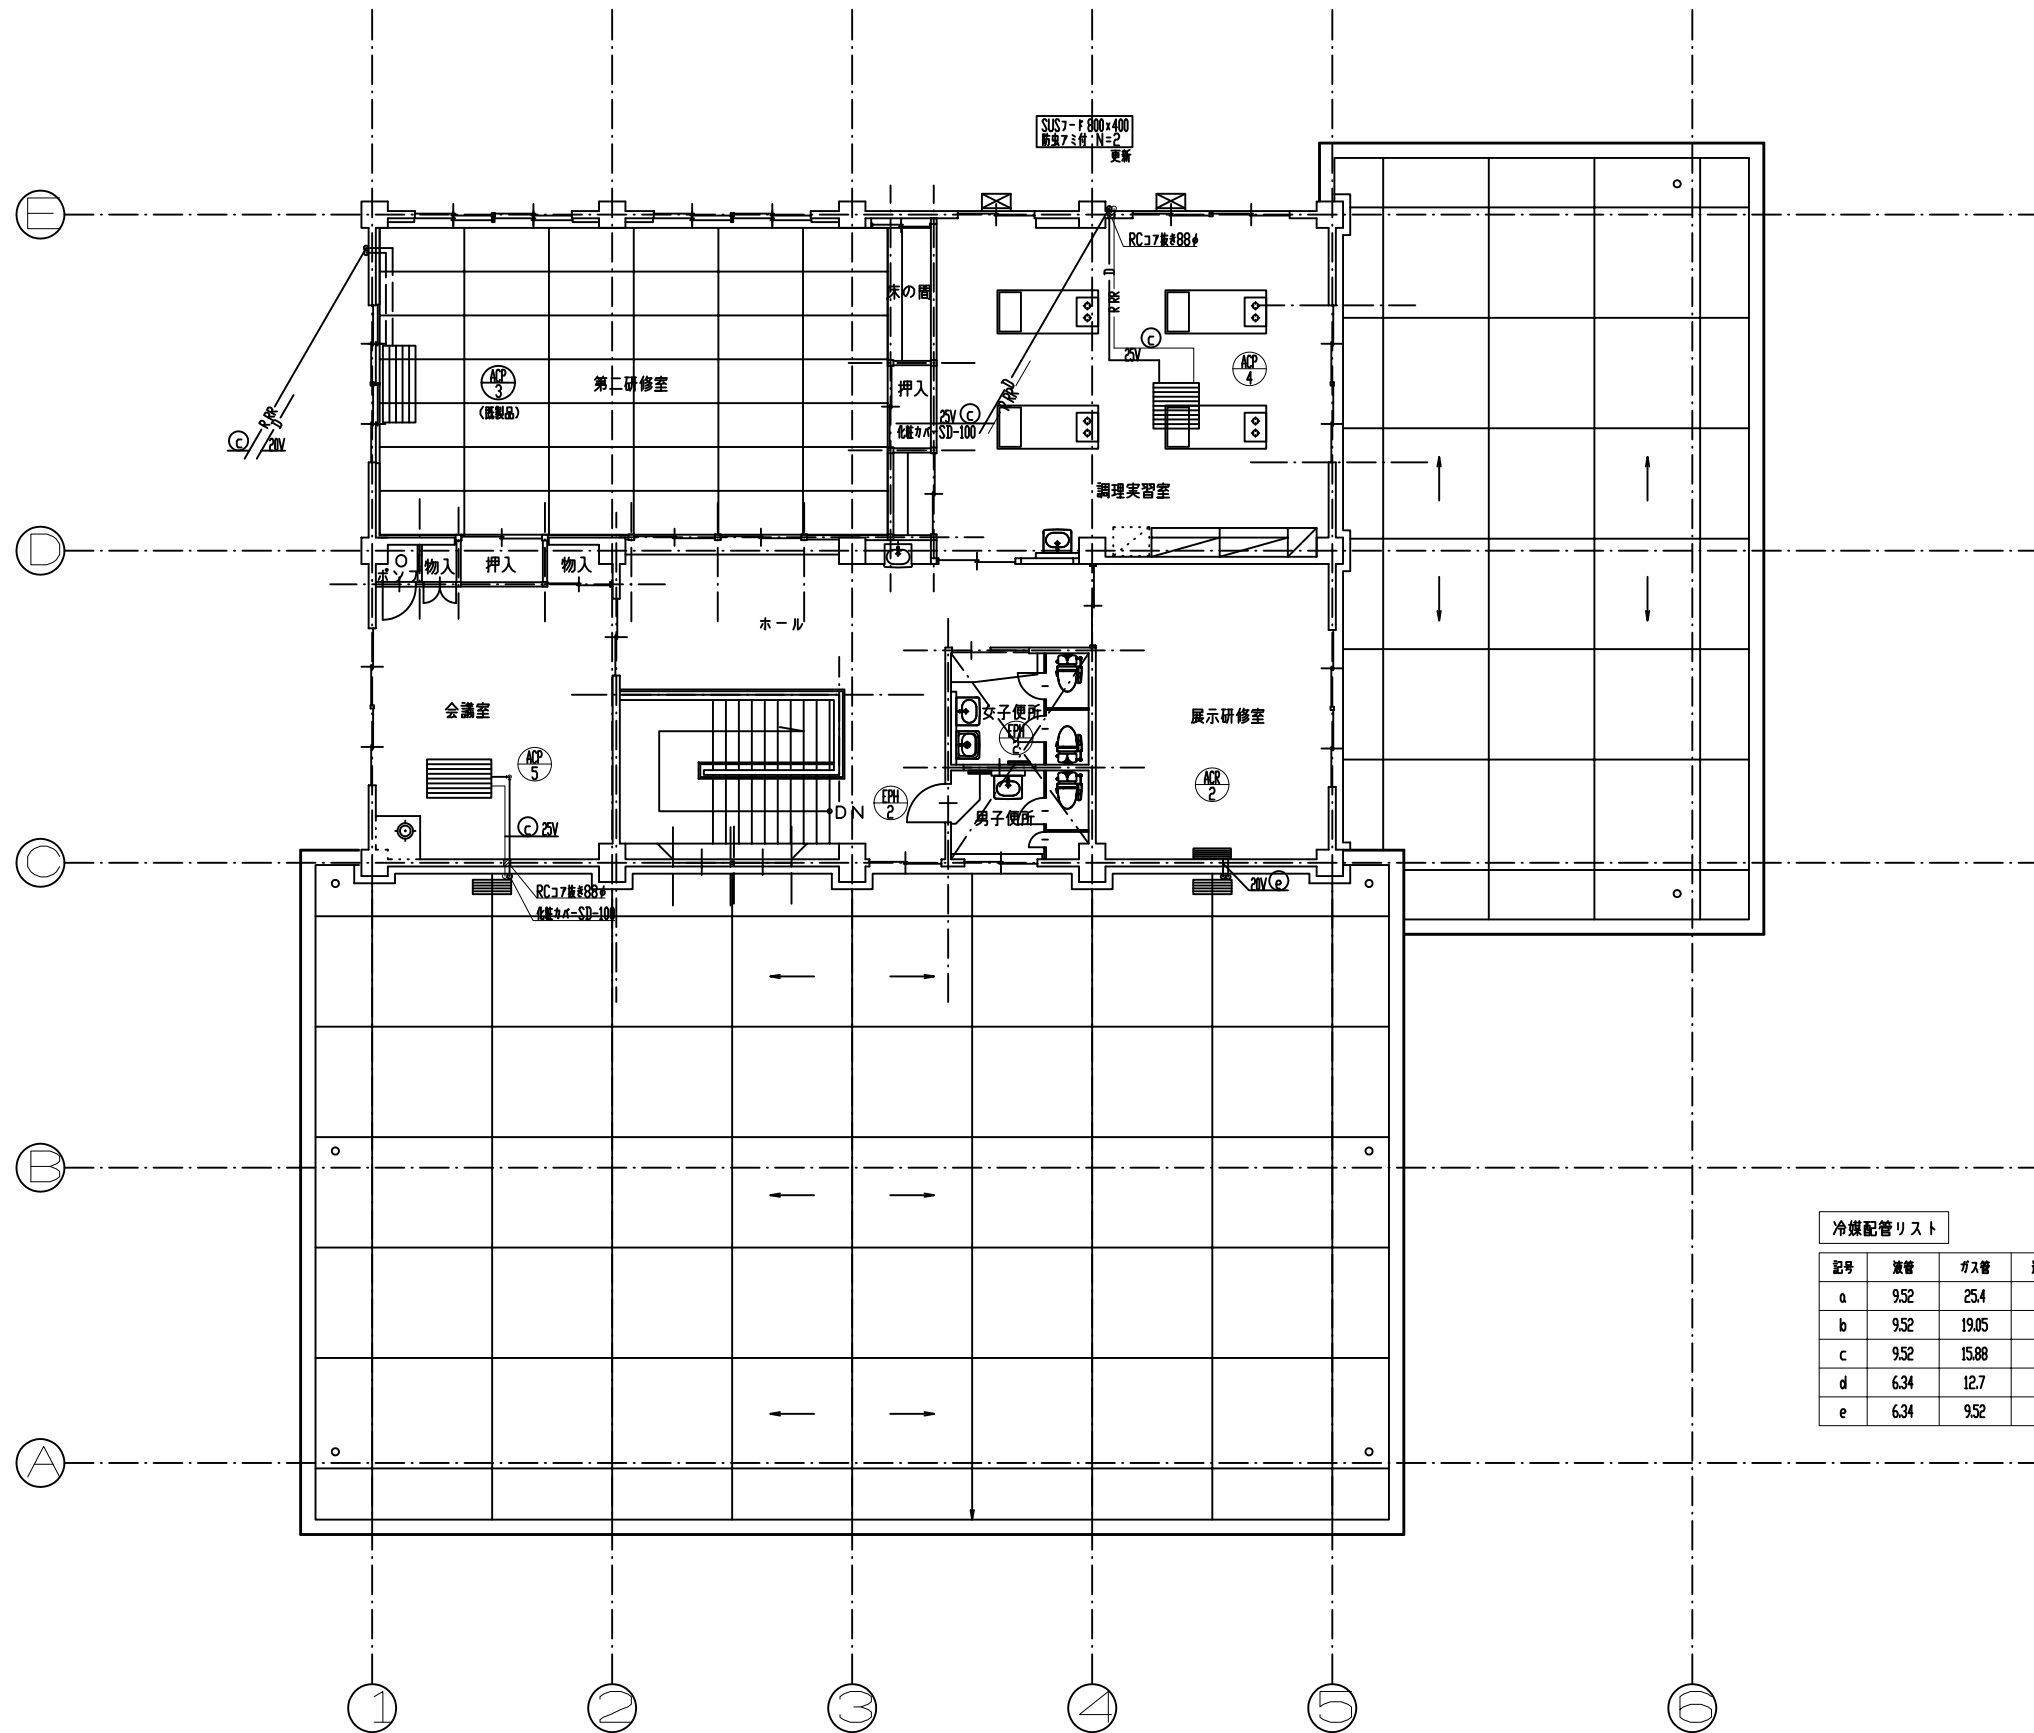 SUSフード 800x400
防虫アミ付 N=2
更新
E
RCコア抜き88φ
D
R RR
床の間
c
25V
ACP
4
ACP
3
(既製品)
第二研修室
押入
R RR
D
c
20V
25V c
化粧カバーSD-100
R RR D
調理実習室
D
ポンプ
物入
押入
物入
ホール
会議室
女子便所
EPH
2
展示研修室
ACP
5
ACR
2
EPH
2
DN
男子便所
c 25V
C
RCコア抜き88φ
化粧カバーSD-100
20V e
B
冷媒配管リスト
記号 液管 ガス管
a 9.52 25.4
b 9.52 19.05
c 9.52 15.88
d 6.34 12.7
e 6.34 9.52
A
1 2 3 4 5 6